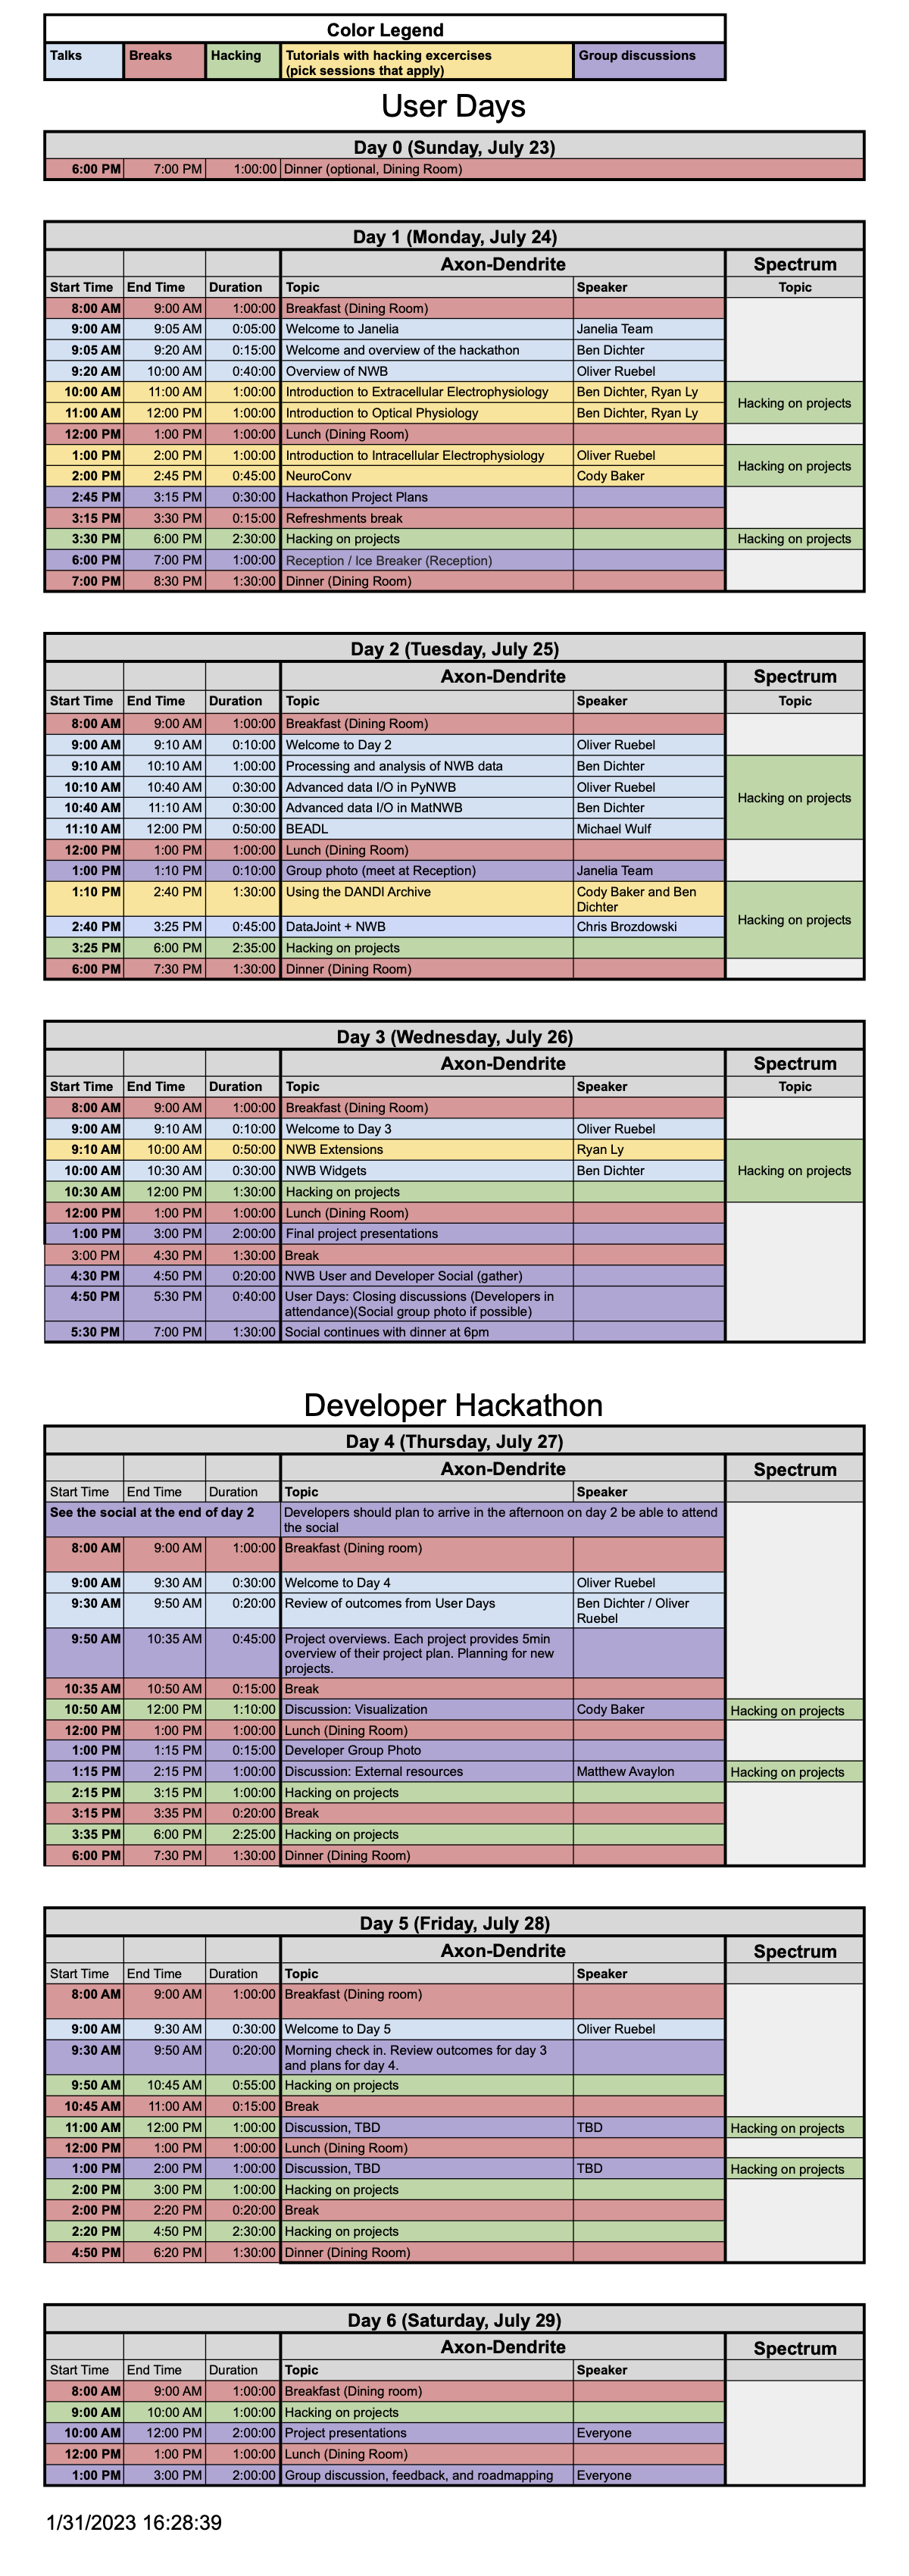 Color Legend
Talks Breaks Hacking Tutorials with hacking excercises Group discussions
(pick sessions that apply)
User Days
Day 0 (Sunday, July 23)
6:00 PM 7:00 PM 1:00:00 Dinner (optional, Dining Room)
Day 1 (Monday, July 24)
Axon-Dendrite Spectrum
Start Time End Time Duration Topic Speaker Topic
8:00 AM 9:00 AM 1:00:00 Breakfast (Dining Room)
9:00 AM 9:05 AM 0:05:00 Welcome to Janelia Janelia Team
9:05 AM 9:20 AM 0:15:00 Welcome and overview of the hackathon Ben Dichter
9:20 AM 10:00 AM 0:40:00 Overview of NWB Oliver Ruebel
10:00 AM 11:00 AM 1:00:00 Introduction to Extracellular Electrophysiology Ben Dichter, Ryan Ly
Hacking on projects
11:00 AM 12:00 PM 1:00:00 Introduction to Optical Physiology Ben Dichter, Ryan Ly
12:00 PM 1:00 PM 1:00:00 Lunch (Dining Room)
1:00 PM 2:00 PM 1:00:00 Introduction to Intracellular Electrophysiology Oliver Ruebel
Hacking on projects
2:00 PM 2:45 PM 0:45:00 NeuroConv Cody Baker
2:45 PM 3:15 PM 0:30:00 Hackathon Project Plans
3:15 PM 3:30 PM 0:15:00 Refreshments break
3:30 PM 6:00 PM 2:30:00 Hacking on projects Hacking on projects
6:00 PM 7:00 PM 1:00:00 Reception / Ice Breaker (Reception)
7:00 PM 8:30 PM 1:30:00 Dinner (Dining Room)
Day 2 (Tuesday, July 25)
Axon-Dendrite Spectrum
Start Time End Time Duration Topic Speaker Topic
8:00 AM 9:00 AM 1:00:00 Breakfast (Dining Room)
9:00 AM 9:10 AM 0:10:00 Welcome to Day 2 Oliver Ruebel
9:10 AM 10:10 AM 1:00:00 Processing and analysis of NWB data Ben Dichter
10:10 AM 10:40 AM 0:30:00 Advanced data I/O in PyNWB Oliver Ruebel
Hacking on projects
10:40 AM 11:10 AM 0:30:00 Advanced data I/O in MatNWB Ben Dichter
11:10 AM 12:00 PM 0:50:00 BEADL Michael Wulf
12:00 PM 1:00 PM 1:00:00 Lunch (Dining Room)
1:00 PM 1:10 PM 0:10:00 Group photo (meet at Reception) Janelia Team
1:10 PM 2:40 PM 1:30:00 Using the DANDI Archive Cody Baker and Ben
Dichter
Hacking on projects
2:40 PM 3:25 PM 0:45:00 DataJoint + NWB Chris Brozdowski
3:25 PM 6:00 PM 2:35:00 Hacking on projects
6:00 PM 7:30 PM 1:30:00 Dinner (Dining Room)
Day 3 (Wednesday, July 26)
Axon-Dendrite Spectrum
Start Time End Time Duration Topic Speaker Topic
8:00 AM 9:00 AM 1:00:00 Breakfast (Dining Room)
9:00 AM 9:10 AM 0:10:00 Welcome to Day 3 Oliver Ruebel
9:10 AM 10:00 AM 0:50:00 NWB Extensions Ryan Ly
10:00 AM 10:30 AM 0:30:00 NWB Widgets Ben Dichter Hacking on projects
10:30 AM 12:00 PM 1:30:00 Hacking on projects
12:00 PM 1:00 PM 1:00:00 Lunch (Dining Room)
1:00 PM 3:00 PM 2:00:00 Final project presentations
3:00 PM 4:30 PM 1:30:00 Break
4:30 PM 4:50 PM 0:20:00 NWB User and Developer Social (gather)
4:50 PM 5:30 PM 0:40:00 User Days: Closing discussions (Developers in
attendance)(Social group photo if possible)
5:30 PM 7:00 PM 1:30:00 Social continues with dinner at 6pm
Developer Hackathon
Day 4 (Thursday, July 27)
Axon-Dendrite Spectrum
Start Time End Time Duration Topic Speaker
See the social at the end of day 2 Developers should plan to arrive in the afternoon on day 2 be able to attend
the social
8:00 AM 9:00 AM 1:00:00 Breakfast (Dining room)
9:00 AM 9:30 AM 0:30:00 Welcome to Day 4 Oliver Ruebel
9:30 AM 9:50 AM 0:20:00 Review of outcomes from User Days Ben Dichter / Oliver
Ruebel
9:50 AM 10:35 AM 0:45:00 Project overviews. Each project provides 5min
overview of their project plan. Planning for new
projects.
10:35 AM 10:50 AM 0:15:00 Break
10:50 AM 12:00 PM 1:10:00 Discussion: Visualization Cody Baker Hacking on projects
12:00 PM 1:00 PM 1:00:00 Lunch (Dining Room)
1:00 PM 1:15 PM 0:15:00 Developer Group Photo
1:15 PM 2:15 PM 1:00:00 Discussion: External resources Matthew Avaylon Hacking on projects
2:15 PM 3:15 PM 1:00:00 Hacking on projects
3:15 PM 3:35 PM 0:20:00 Break
3:35 PM 6:00 PM 2:25:00 Hacking on projects
6:00 PM 7:30 PM 1:30:00 Dinner (Dining Room)
Day 5 (Friday, July 28)
Axon-Dendrite Spectrum
Start Time End Time Duration Topic Speaker
8:00 AM 9:00 AM 1:00:00 Breakfast (Dining room)
9:00 AM 9:30 AM 0:30:00 Welcome to Day 5 Oliver Ruebel
9:30 AM 9:50 AM 0:20:00 Morning check in. Review outcomes for day 3
and plans for day 4.
9:50 AM 10:45 AM 0:55:00 Hacking on projects
10:45 AM 11:00 AM 0:15:00 Break
11:00 AM 12:00 PM 1:00:00 Discussion, TBD TBD Hacking on projects
12:00 PM 1:00 PM 1:00:00 Lunch (Dining Room)
1:00 PM 2:00 PM 1:00:00 Discussion, TBD TBD Hacking on projects
2:00 PM 3:00 PM 1:00:00 Hacking on projects
2:00 PM 2:20 PM 0:20:00 Break
2:20 PM 4:50 PM 2:30:00 Hacking on projects
4:50 PM 6:20 PM 1:30:00 Dinner (Dining Room)
Day 6 (Saturday, July 29)
Axon-Dendrite Spectrum
Start Time End Time Duration Topic Speaker
8:00 AM 9:00 AM 1:00:00 Breakfast (Dining room)
9:00 AM 10:00 AM 1:00:00 Hacking on projects
10:00 AM 12:00 PM 2:00:00 Project presentations Everyone
12:00 PM 1:00 PM 1:00:00 Lunch (Dining Room)
1:00 PM 3:00 PM 2:00:00 Group discussion, feedback, and roadmapping Everyone
1/31/2023 16:28:39